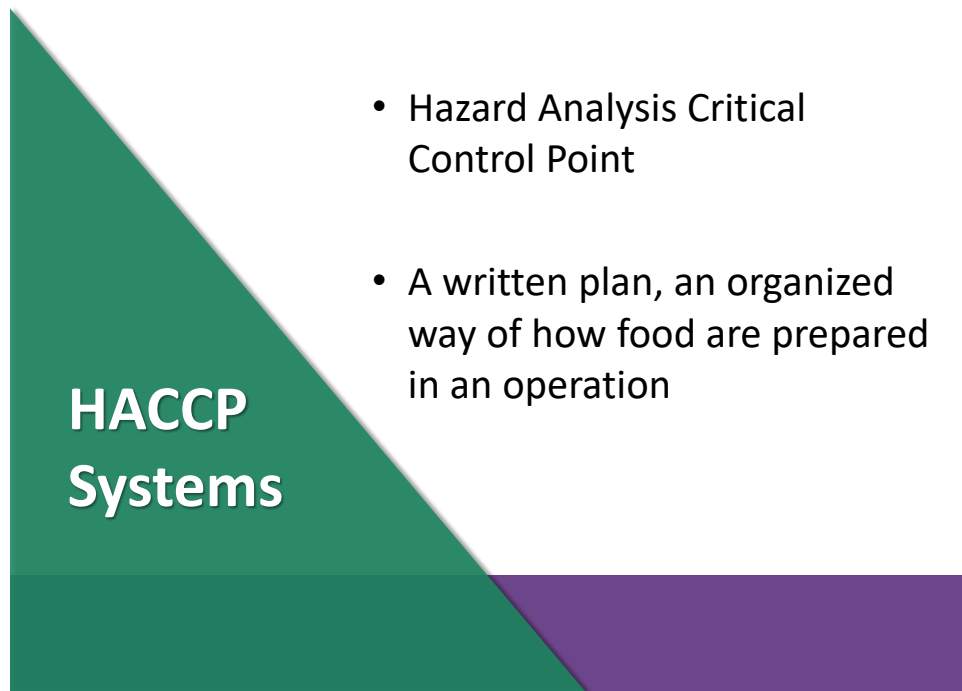 HACCP
Systems
• Hazard Analysis Critical
Control Point
• A written plan, an organized
way of how food are prepared
in an operation